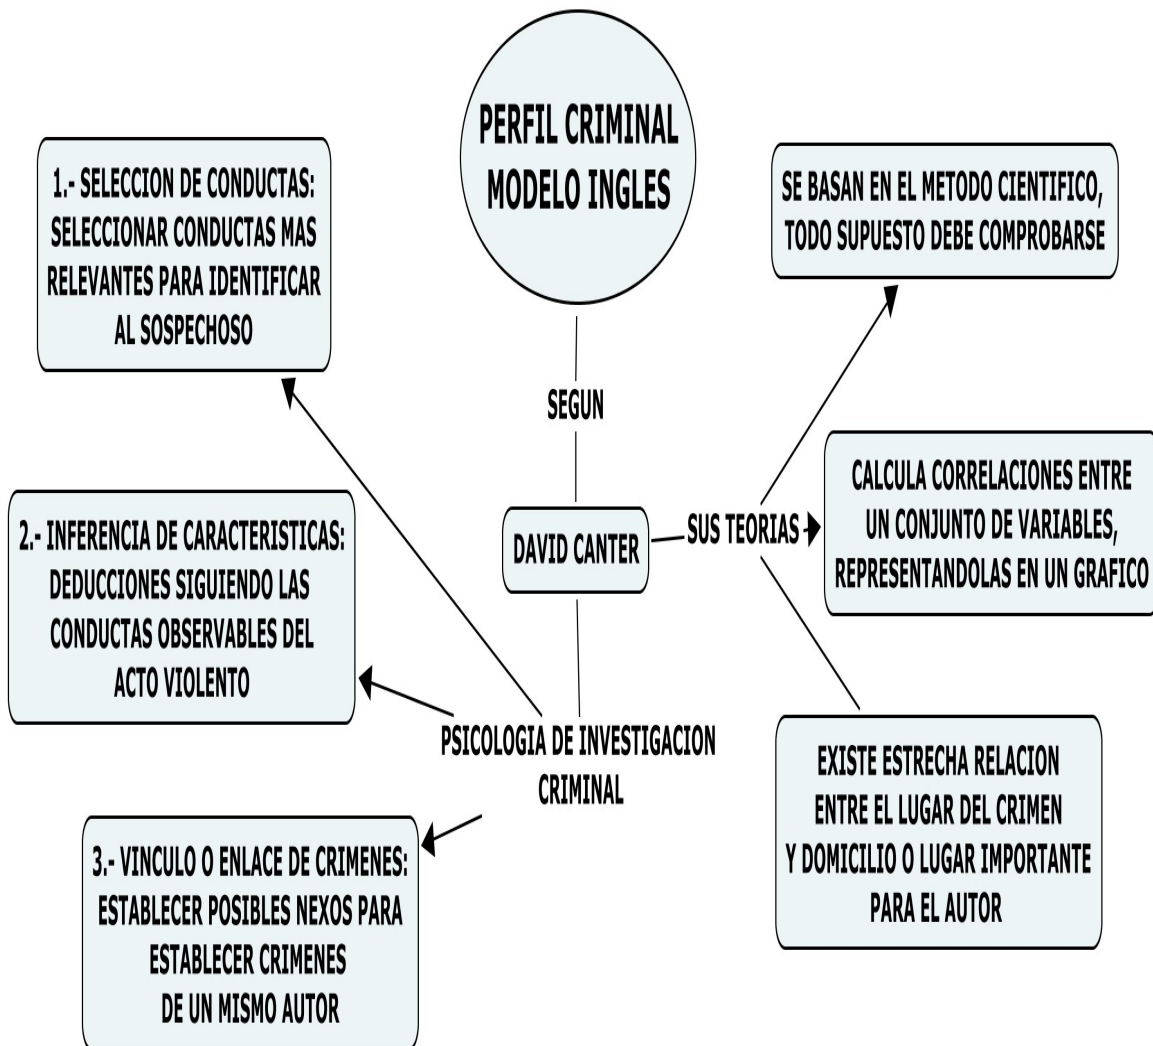 PERFIL CRIMINAL
MODELO INGLES
SEGUN
DAVID CANTER
SUS TEORIAS
SE BASAN EN EL METODO CIENTIFICO,
TODO SUPUESTO DEBE COMPROBARSE
CALCULA CORRELACIONES ENTRE
UN CONJUNTO DE VARIABLES,
REPRESENTANDOLAS EN UN GRAFICO
EXISTE ESTRECHA RELACION
ENTRE EL LUGAR DEL CRIMEN
Y DOMICILIO O LUGAR IMPORTANTE
PARA EL AUTOR
PSICOLOGIA DE INVESTIGACION
CRIMINAL
1.- SELECCION DE CONDUCTAS:
SELECCIONAR CONDUCTAS MAS
RELEVANTES PARA IDENTIFICAR
AL SOSPECHOSO
2.- INFERENCIA DE CARACTERISTICAS:
DEDUCCIONES SIGUIENDO LAS
CONDUCTAS OBSERVABLES DEL
ACTO VIOLENTO
3.- VINCULO O ENLACE DE CRIMENES:
ESTABLECER POSIBLES NEXOS PARA
ESTABLECER CRIMENES
DE UN MISMO AUTOR